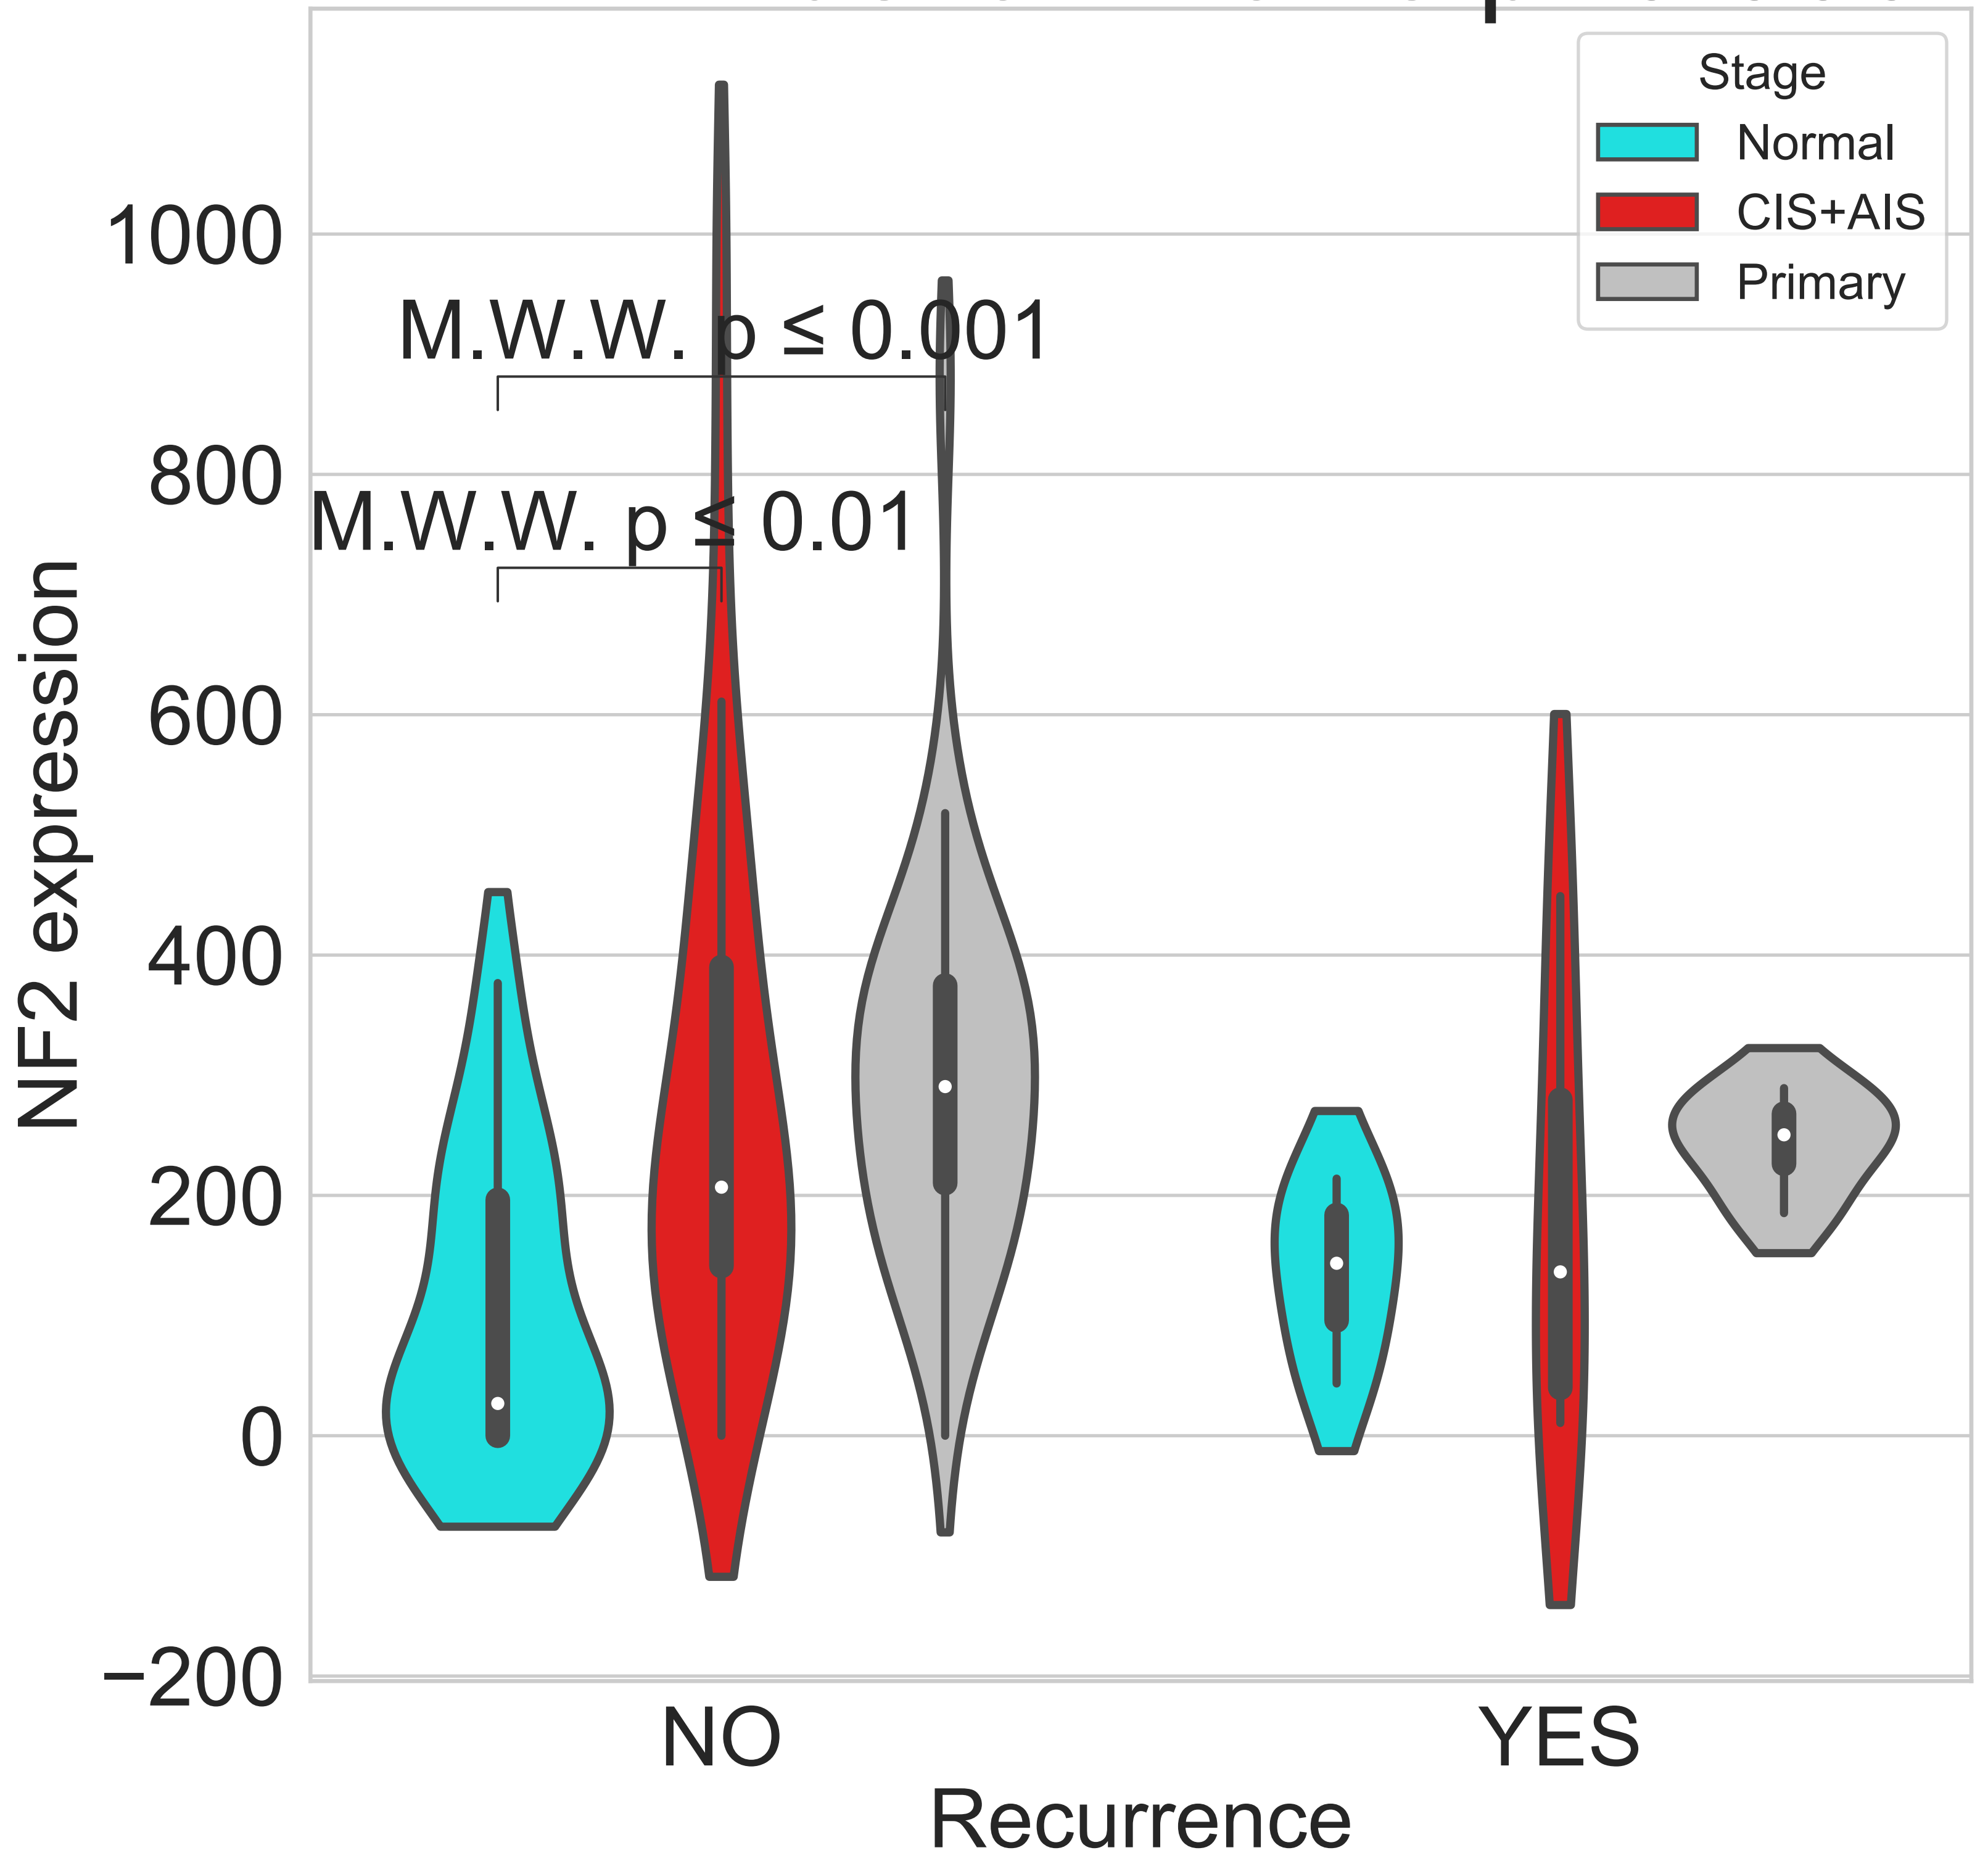 Stage
Normal
CIS+AIS
Primary
M.W.W. p ≤ 0.001
M.W.W. p ≤ 0.01
1000
800
600
400
200
0
−200
NF2 expression
NO
YES
Recurrence